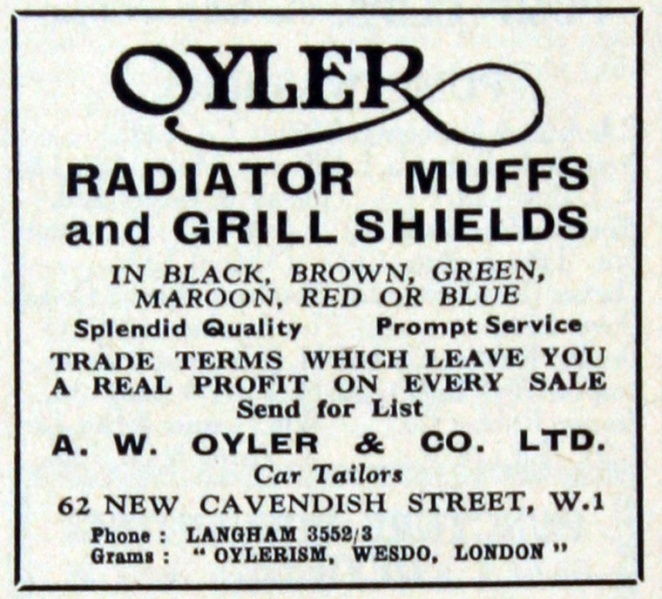 OYLER
RADIATOR MUFFS
and GRILL SHIELDS
IN BLACK, BROWN, GREEN,
MAROON, RED OR BLUE
Splendid Quality Prompt Service
TRADE TERMS WHICH LEAVE YOU
A REAL PROFIT ON EVERY SALE
Send for List
A. W. OYLER & CO. LTD.
Car Tailors
62 NEW CAVENDISH STREET, W.1
Phone : LANGHAM 3552/3
Grams : " OYLERISM, WESDO, LONDON "